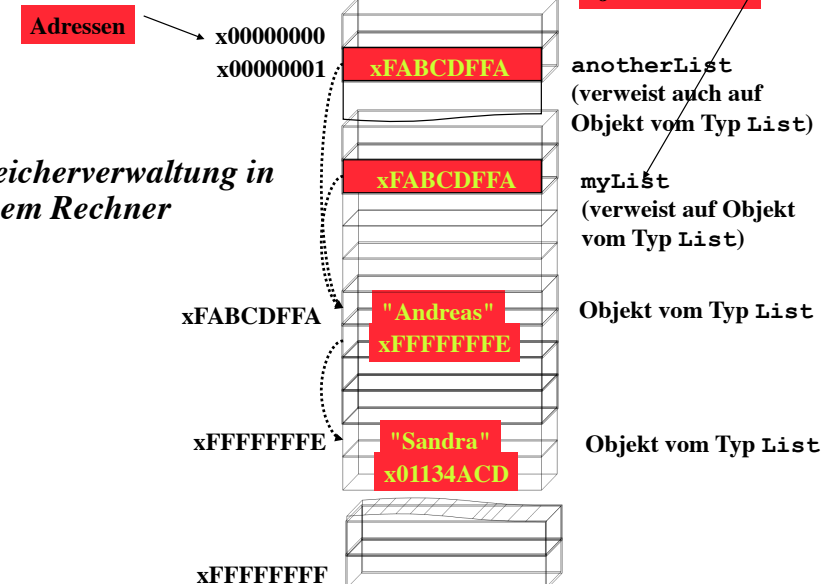 Adressen
x00000000
x00000001
xFABCDFFA
anotherList
(verweist auch auf
Objekt vom Typ List)
eicherverwaltung in
em Rechner
xFABCDFFA
myList
(verweist auf Objekt
vom Typ List)
xFABCDFFA
"Andreas"
xFFFFFFFE
Objekt vom Typ List
xFFFFFFFE
"Sandra"
x01134ACD
Objekt vom Typ List
xFFFFFFFF